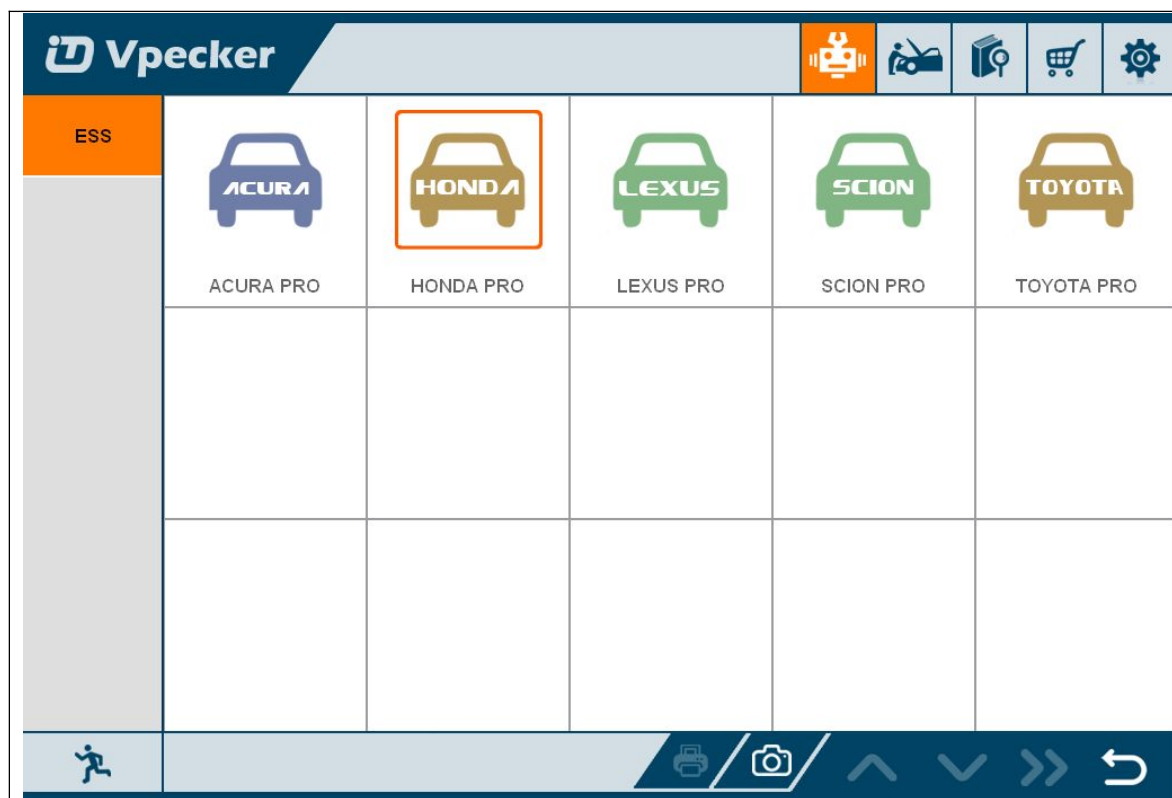 Vpecker
ESS
ACURA
HONDA
LEXUS
SCION
TOYOTA
ACURA PRO
HONDA PRO
LEXUS PRO
SCION PRO
TOYOTA PRO